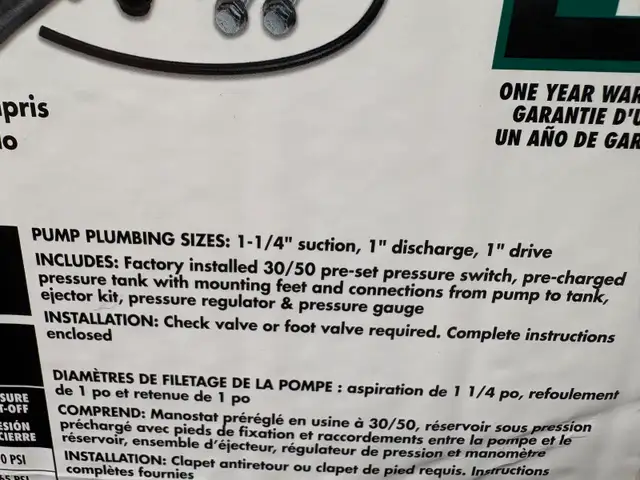 ONE YEAR
GARANTIE
UN AÑO DE
PUMP PLUMBING SIZES: 1-1/4" suction, 1" discharge, 1" drive
INCLUDES: Factory installed 30/50 pre-set pressure switch, pre-charged
pressure tank with mounting feet and connections from pump to tank,
ejector kit, pressure regulator & pressure gauge
INSTALLATION: Check valve or foot valve required. Complete instructions
enclosed
DIAMÈTRES DE FILETAGE DE LA POMPE : aspiration de 1 1/4 po, refoulement
de 1 po et retenue de 1 po
COMPREND: Manostat préréglé en usine à 30/50, réservoir sous pression
préchargé avec pieds de fixation et raccordements entre la pompe et le
réservoir, ensemble d'éjecteur, régulateur de pression et manomètre
INSTALLATION: Clapet antiretour ou clapet de pied requis. Instructions
complètes fournies
PSI